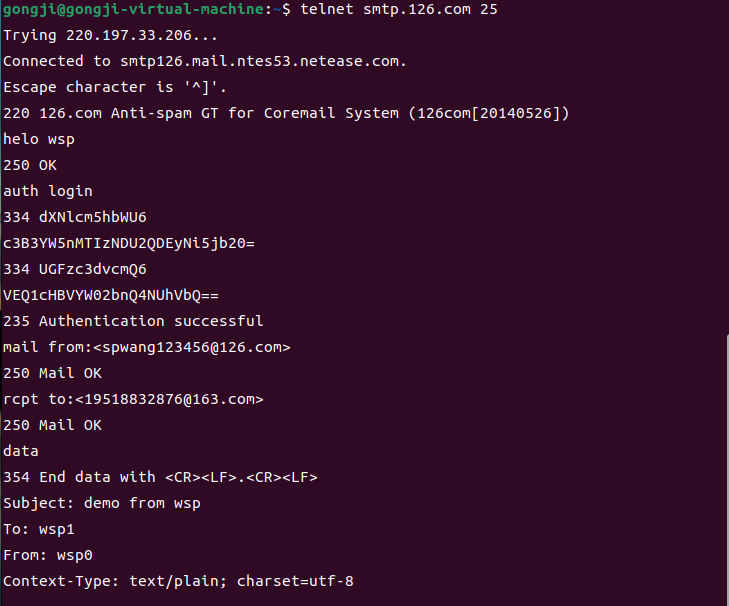 gongji@gongji-virtual-machine:~$ telnet smtp.126.com 25
Trying 220.197.33.206...
Connected to smtp126.mail.ntes53.netease.com.
Escape character is '^]'.
220 126.com Anti-spam GT for Coremail System (126com[20140526])
helo wsp
250 OK
auth login
334 dXNlcm5hbWU6
c3B3YW5nMTIzNDU2QDEyNi5jb20=
334 UGFzc3dvcmQ6
VEQ1cHBVYW02bnQ4NUhVbQ==
235 Authentication successful
mail from:<spwang123456@126.com>
250 Mail OK
rcpt to:<19518832876@163.com>
250 Mail OK
data
354 End data with <CR><LF>.<CR><LF>
Subject: demo from wsp
To: wsp1
From: wsp0
Context-Type: text/plain; charset=utf-8